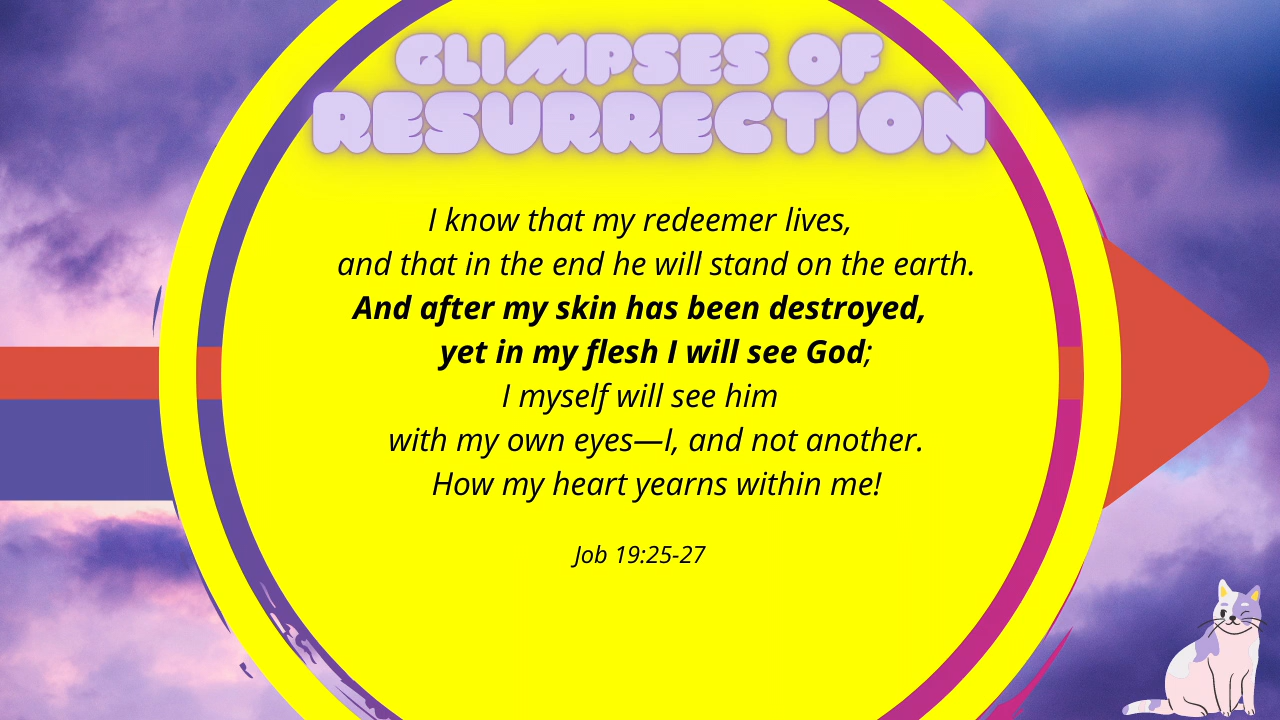 GLIMPSES OF
RESURRECTION
I know that my redeemer lives,
and that in the end he will stand on the earth.
And after my skin has been destroyed,
yet in my flesh I will see God;
I myself will see him
with my own eyes—I, and not another.
How my heart yearns within me!
Job 19:25-27